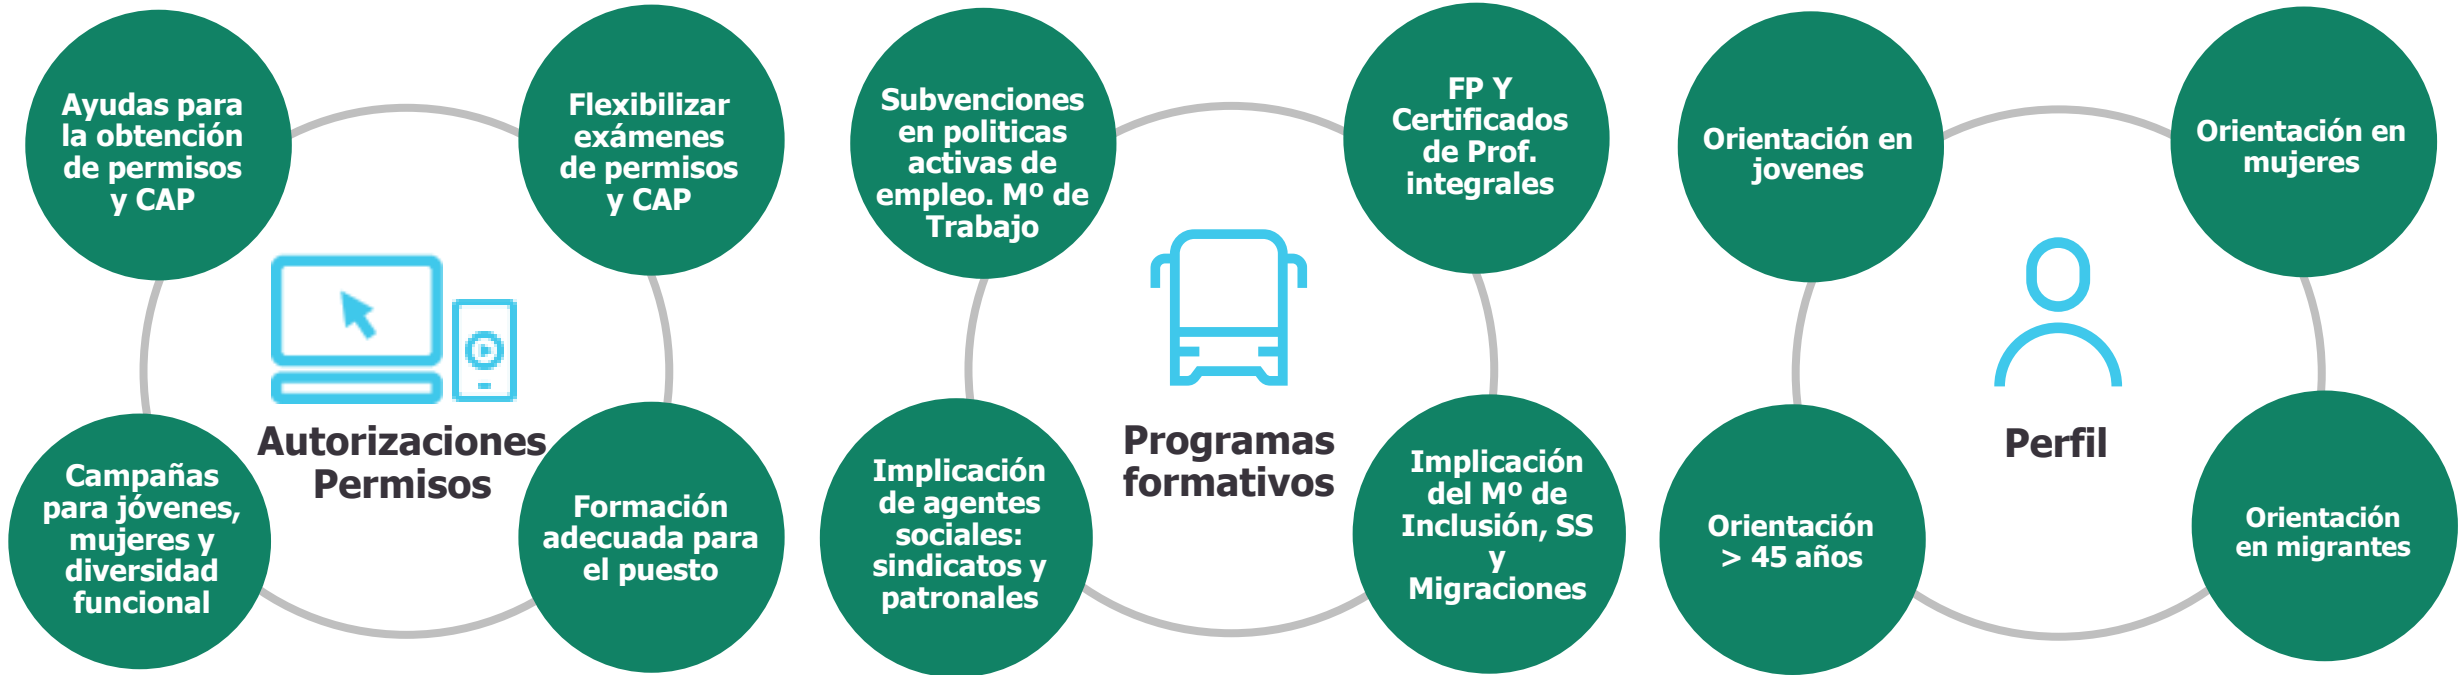 Ayudas para
la obtención
de permisos
y CAP
Flexibilizar
exámenes
de permisos
y CAP
Autorizaciones
Permisos
Campañas
para jóvenes,
mujeres y
diversidad
funcional
Formación
adecuada para
el puesto
Subvenciones
en politicas
activas de
empleo. Mº de
Trabajo
FP Y
Certificados
de Prof.
integrales
Programas
formativos
Implicación
de agentes
sociales:
sindicatos y
patronales
Implicación
del Mº de
Inclusión, SS
y
Migraciones
Orientación en
jovenes
Orientación en
mujeres
Perfil
Orientación
> 45 años
Orientación
en migrantes